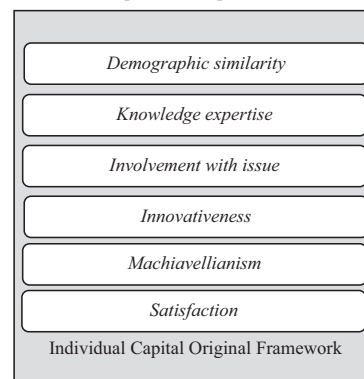 Demographic similarity
Knowledge expertise
Involvement with issue
Innovativeness
Machiavellianism
Satisfaction
Individual Capital Original Framework